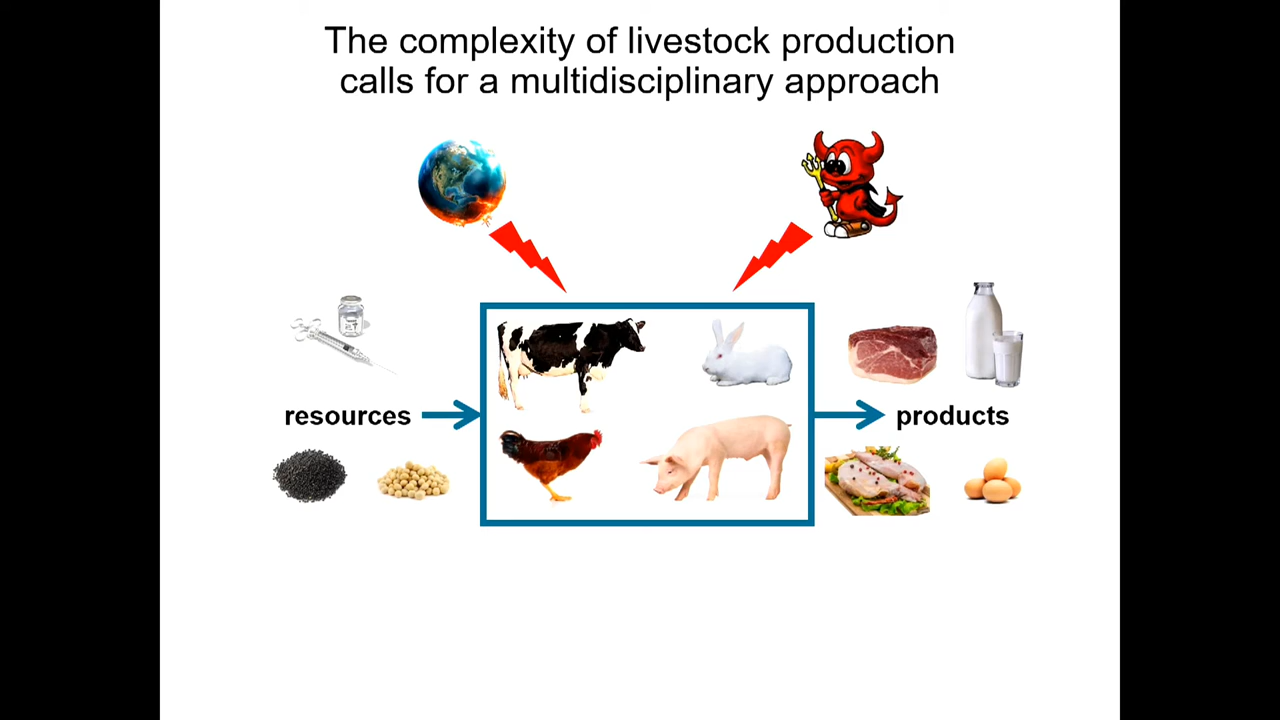 The complexity of livestock production
calls for a multidisciplinary approach
resources
products